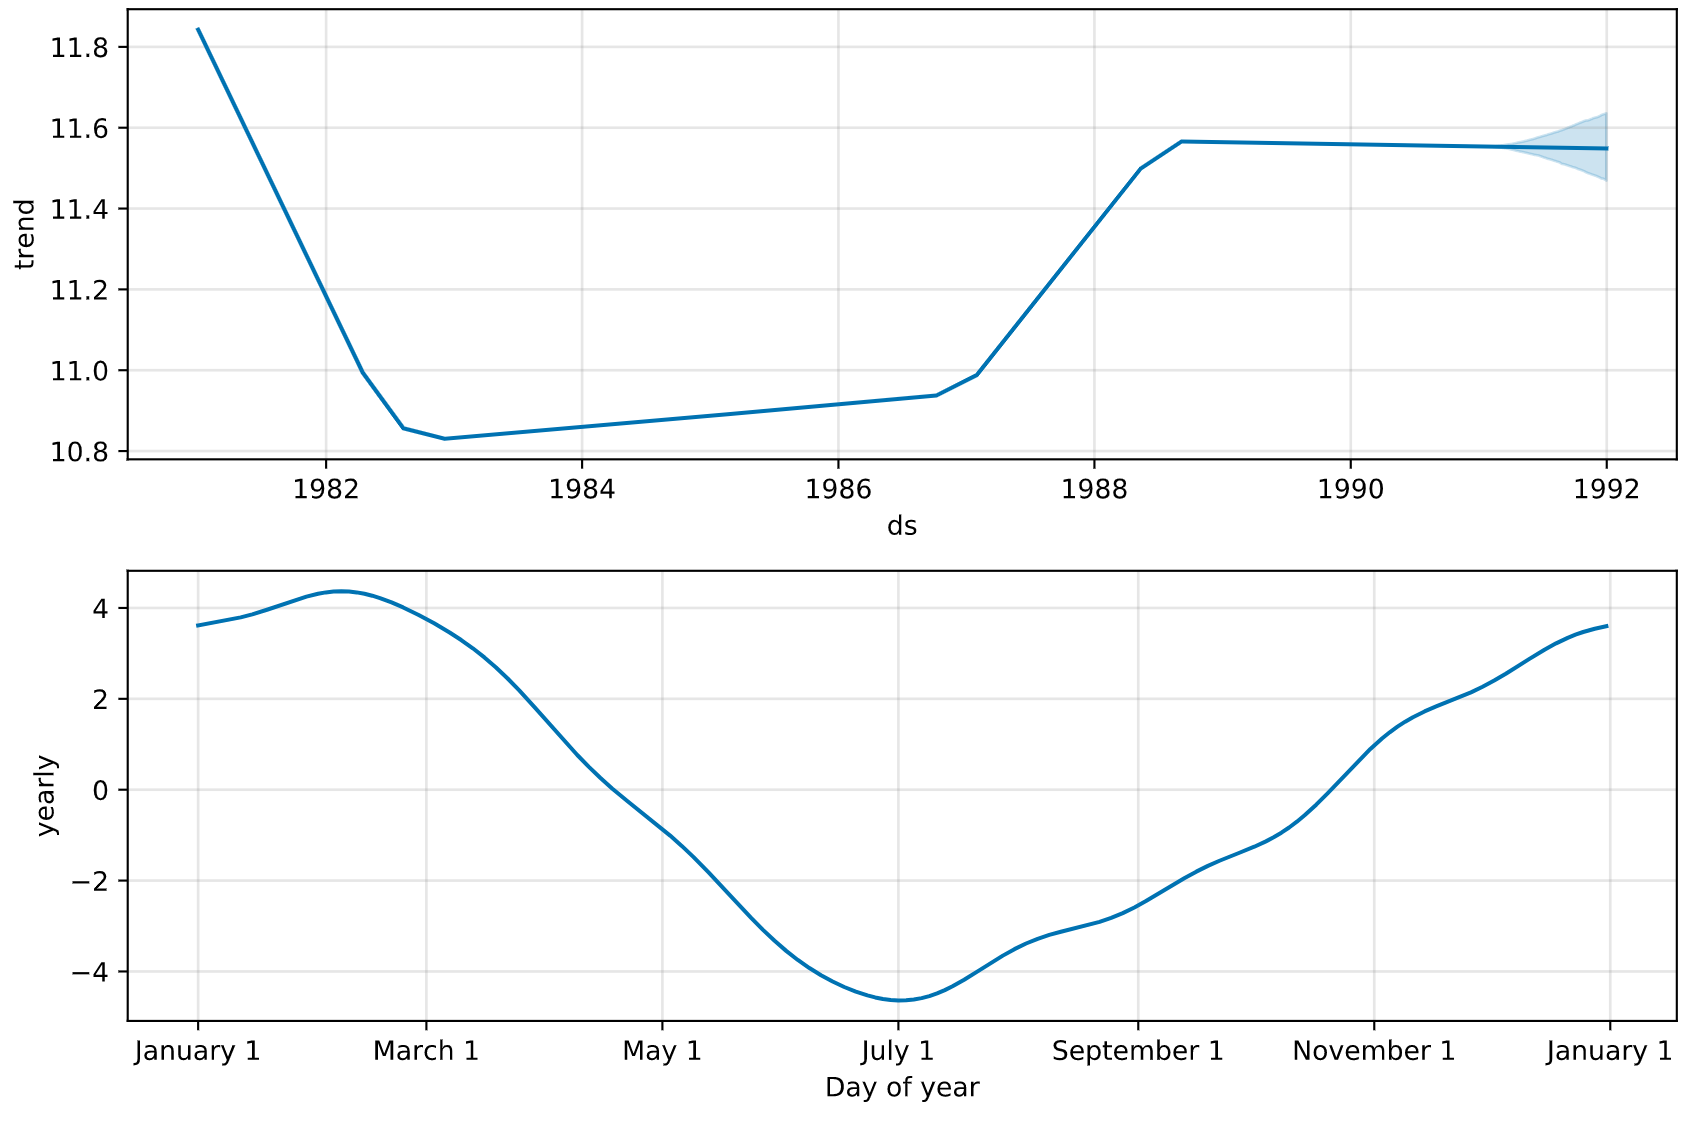 11.8
11.6
11.4
11.2
11.0
10.8
trend
1982 1984 1986 1988 1990 1992
ds
4
2
0
−2
−4
yearly
January 1 March 1 May 1 July 1 September 1 November 1 January 1
Day of year